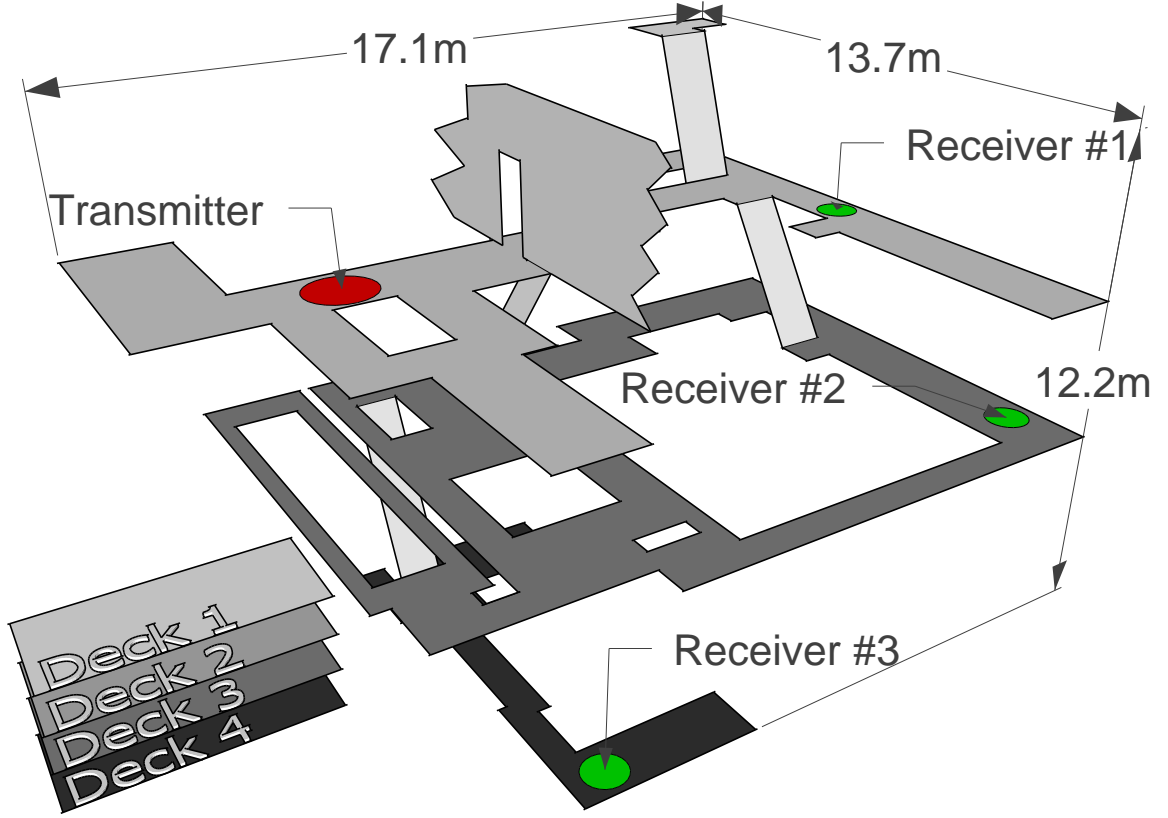 17.1m
13.7m
Receiver #1
Transmitter
12.2m
Receiver #2
Deck 1
Deck 2
Deck 3
Deck 4
Receiver #3